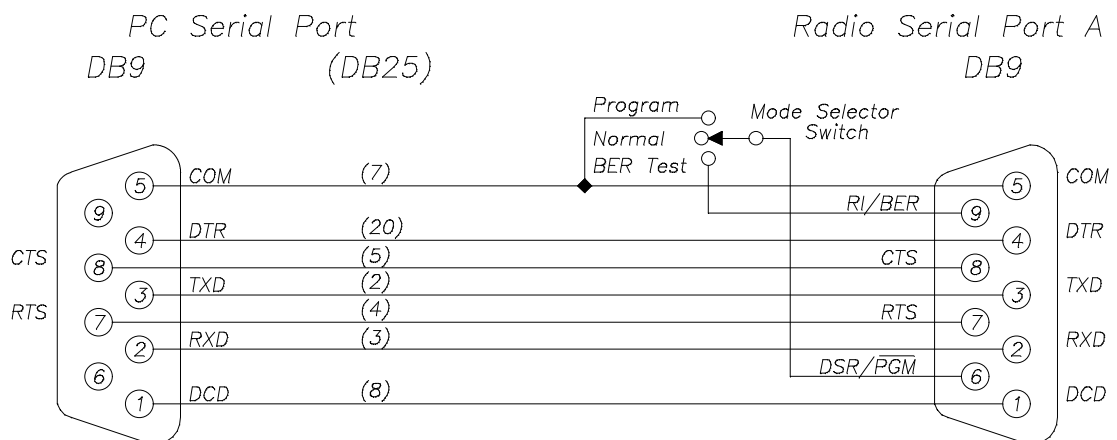 PC Serial Port
Radio Serial Port A
DB9
(DB25)
DB9
Program
Mode Selector
Switch
Normal
BER Test
5
COM
(7)
5
COM
9
RI/BER
9
4
DTR
(20)
4
DTR
CTS
8
(5)
CTS
8
3
TXD
(2)
3
TXD
RTS
7
(4)
RTS
7
2
RXD
(3)
2
RXD
6
DSR/PGM
6
1
DCD
(8)
1
DCD